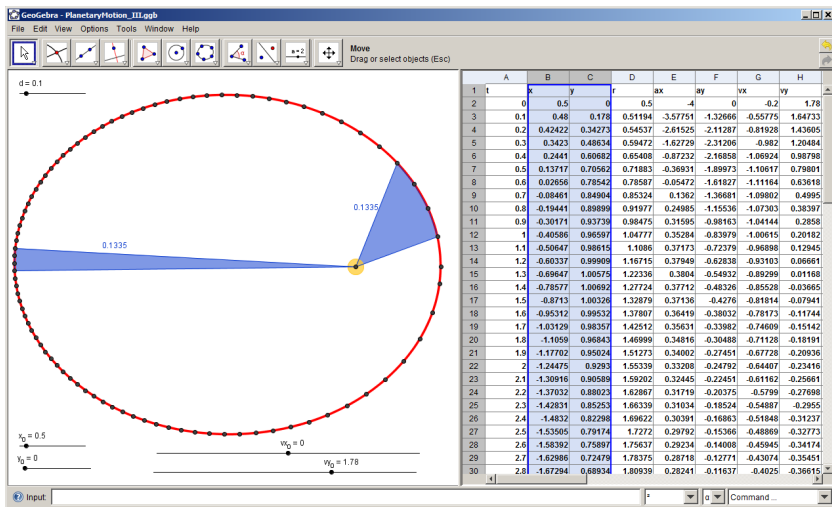 GeoGebra - PlanetaryMotion_III.ggb
File Edit View Options Tools Window Help
a = 2
Move
Drag or select objects (Esc)
d = 0.1
0.1335
0.1335
x0 = 0.5
y0 = 0
vx0 = 0
vy0 = 1.78
A B C D E F G H
1 t x y r ax ay vx vy
2 0 0.5 0 0.5 -4 0 -0.2 1.78
3 0.1 0.48 0.178 0.51194 -3.57751 -1.32666 -0.55775 1.64733
4 0.2 0.42422 0.34273 0.54537 -2.61525 -2.11287 -0.81928 1.43605
5 0.3 0.3423 0.48634 0.59472 -1.62729 -2.31206 -0.982 1.20484
6 0.4 0.2441 0.60682 0.65408 -0.87232 -2.16858 -1.06924 0.98798
7 0.5 0.13717 0.70562 0.71883 -0.36931 -1.89973 -1.10617 0.79801
8 0.6 0.02656 0.78542 0.78587 -0.05472 -1.61827 -1.11164 0.63618
9 0.7 -0.08461 0.84904 0.85324 0.1362 -1.36681 -1.09802 0.4995
10 0.8 -0.19441 0.89899 0.91977 0.24985 -1.15536 -1.07303 0.38397
11 0.9 -0.30171 0.93739 0.98475 0.31595 -0.98163 -1.04144 0.2858
12 1 -0.40586 0.96597 1.04777 0.35284 -0.83979 -1.00615 0.20182
13 1.1 -0.50647 0.98615 1.1086 0.37173 -0.72379 -0.96898 0.12945
14 1.2 -0.60337 0.99909 1.16715 0.37949 -0.62838 -0.93103 0.06661
15 1.3 -0.69647 1.00575 1.22336 0.3804 -0.54932 -0.89299 0.01168
16 1.4 -0.78577 1.00692 1.27724 0.37712 -0.48326 -0.85528 -0.03665
17 1.5 -0.8713 1.00326 1.32879 0.37136 -0.4276 -0.81814 -0.07941
18 1.6 -0.95312 0.99532 1.37807 0.36419 -0.38032 -0.78173 -0.11744
19 1.7 -1.03129 0.98357 1.42512 0.35631 -0.33982 -0.74609 -0.15142
20 1.8 -1.1059 0.96843 1.46999 0.34816 -0.30488 -0.71128 -0.18191
21 1.9 -1.17702 0.95024 1.51273 0.34002 -0.27451 -0.67728 -0.20936
22 2 -1.24475 0.9293 1.55339 0.33208 -0.24792 -0.64407 -0.23416
23 2.1 -1.30916 0.90589 1.59202 0.32445 -0.22451 -0.61162 -0.25661
24 2.2 -1.37032 0.88023 1.62867 0.31719 -0.20375 -0.5799 -0.27698
25 2.3 -1.42831 0.85253 1.66339 0.31034 -0.18524 -0.54887 -0.2955
26 2.4 -1.4832 0.82298 1.69622 0.30391 -0.16863 -0.51848 -0.31237
27 2.5 -1.53505 0.79174 1.7272 0.29792 -0.15366 -0.48869 -0.32773
28 2.6 -1.58392 0.75897 1.75637 0.29234 -0.14008 -0.45945 -0.34174
29 2.7 -1.62986 0.72479 1.78375 0.28718 -0.12771 -0.43074 -0.35451
30 2.8 -1.67294 0.68934 1.80939 0.28241 -0.11637 -0.4025 -0.36615
Input:
² α Command ...